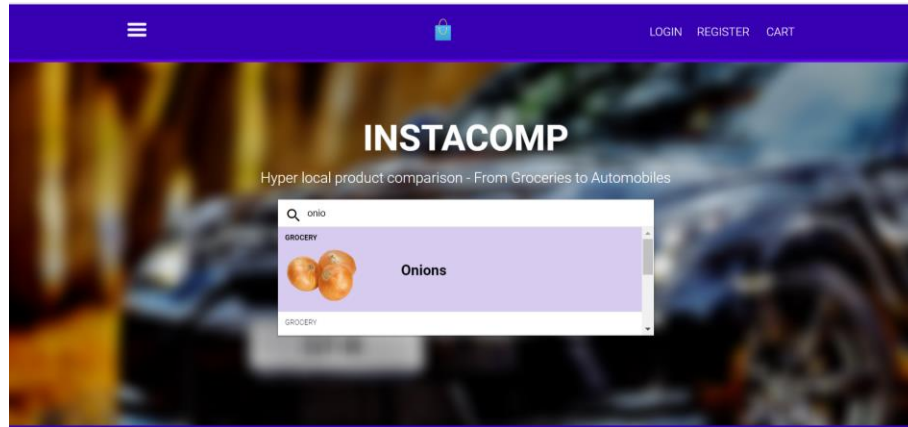 LOGIN REGISTER CART
INSTACOMP
Hyper local product comparison - From Groceries to Automobiles
onio
GROCERY
Onions
GROCERY